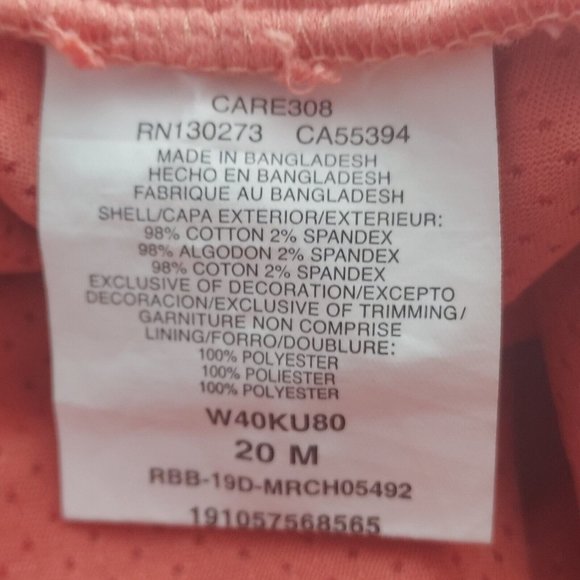 CARE308
RN130273 CA55394
MADE IN BANGLADESH
HECHO EN BANGLADESH
FABRIQUE AU BANGLADESH
SHELL/CAPA EXTERIOR/EXTERIEUR:
98% COTTON 2% SPANDEX
98% ALGODON 2% SPANDEX
98% COTON 2% SPANDEX
EXCLUSIVE OF DECORATION/EXCEPTO
DECORACION/EXCLUSIVE OF TRIMMING/
GARNITURE NON COMPRISE
LINING/FORRO/DOUBLURE:
100% POLYESTER
100% POLIESTER
100% POLYESTER
W40KU80
20 M
RBB-19D-MRCH05492
191057568565